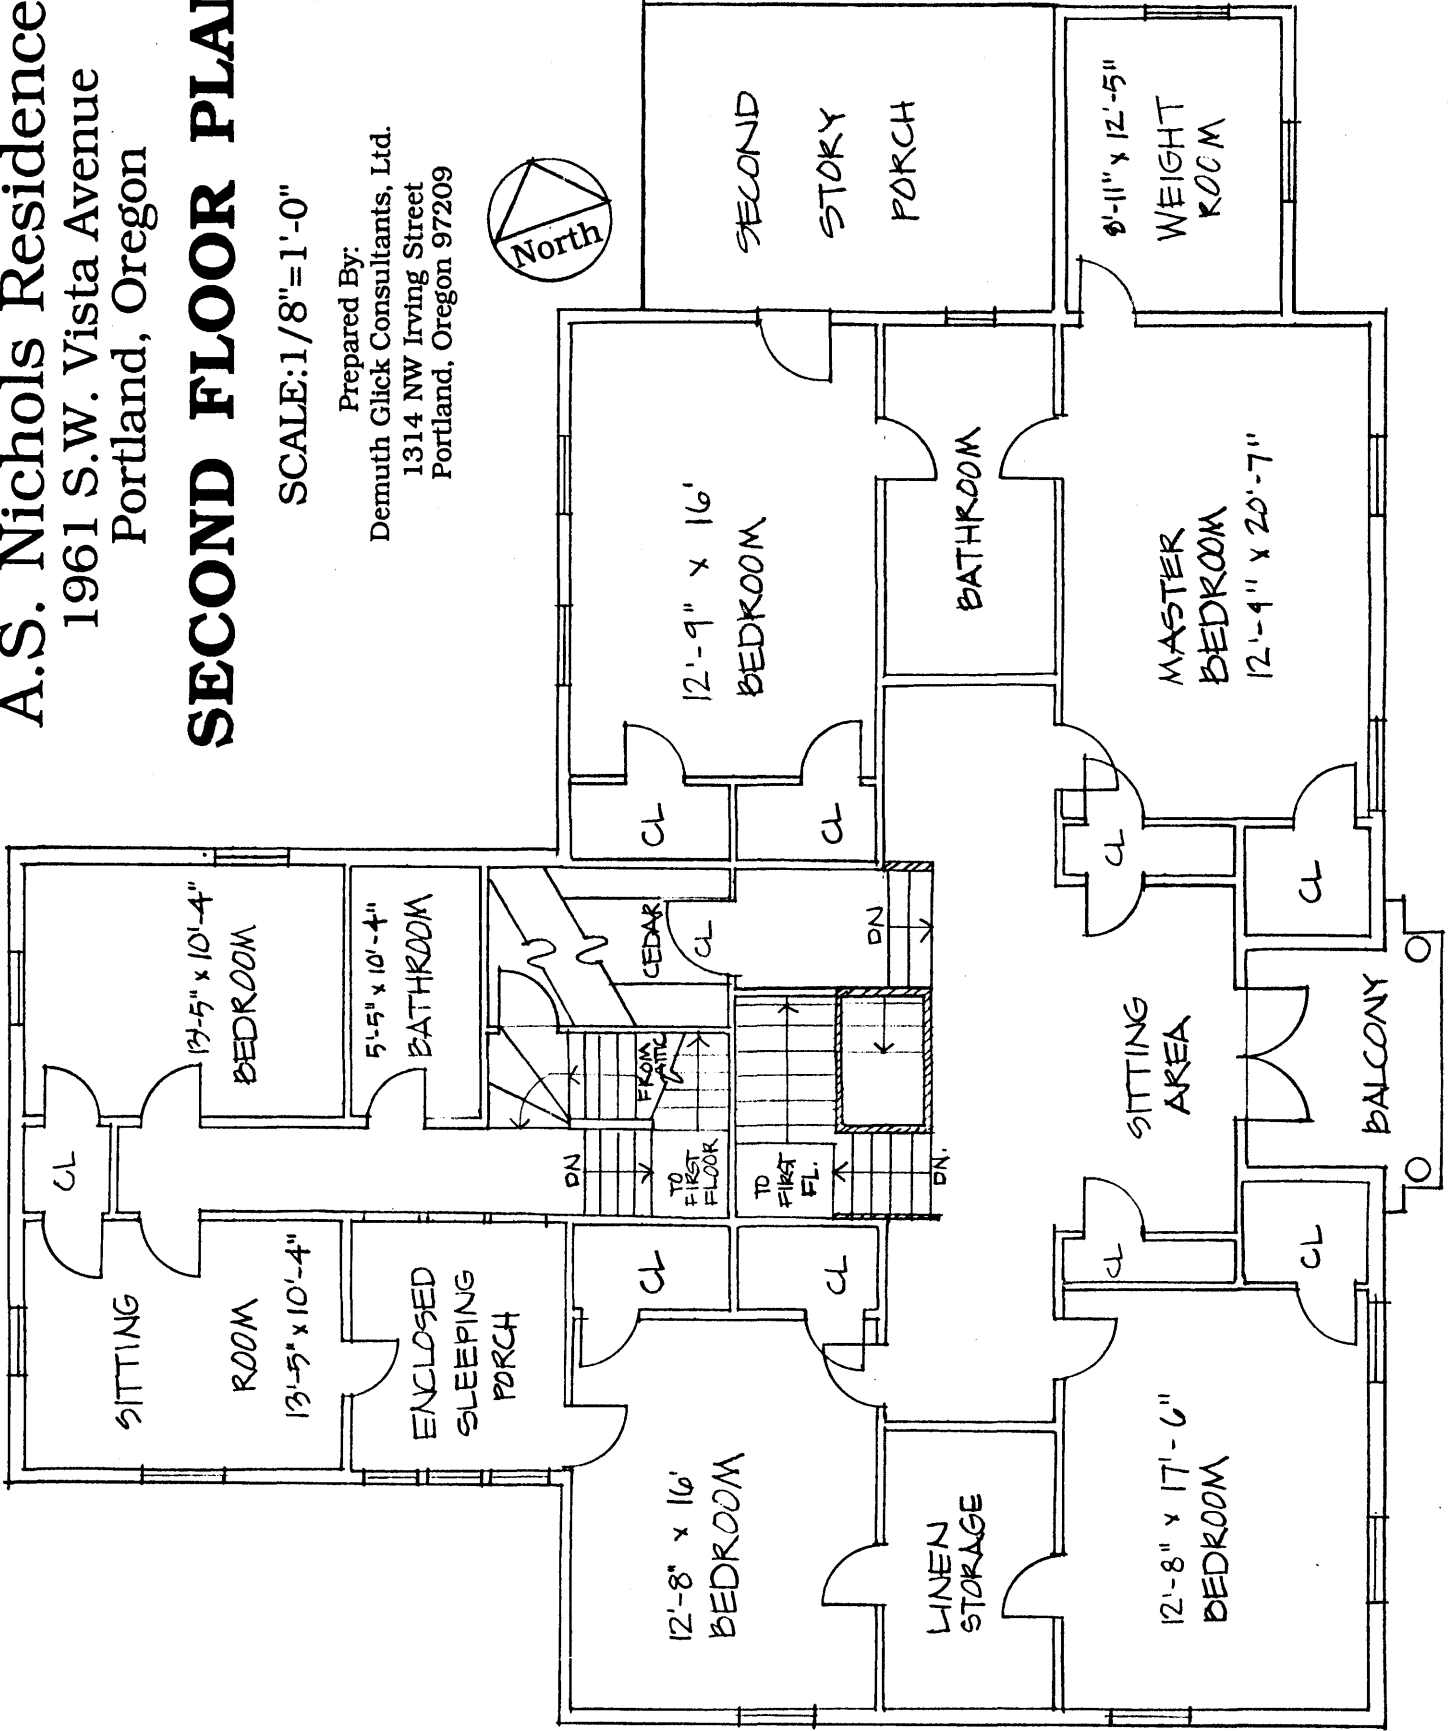 A.S. Nichols Residence
1961 S.W. Vista Avenue
Portland, Oregon
SECOND FLOOR PLA
SCALE:1/8"=1'-0"
Prepared By:
Demuth Glick Consultants, Ltd.
1314 NW Irving Street
Portland, Oregon 97209
North
SITTING
ROOM
13'-5" x 10'-4"
CL
13'-5" x 10'-4"
BEDROOM
5'-5" x 10'-4"
BATHROOM
ENCLOSED
SLEEPING
PORCH
DN
FROM
ATTIC
TO
FIRST
FLOOR
CEDAR
CL
CL
CL
12'-9" x 16'
BEDROOM
SECOND
STORY
PORCH
CL
CL
12'-8" x 16'
BEDROOM
TO
FIRST
FL.
DN.
DN
BATHROOM
LINEN
STORAGE
8'-11" x 12'-5"
WEIGHT
ROOM
MASTER
BEDROOM
12'-4" x 20'-7"
CL
CL
SITTING
AREA
CL
CL
12'-8" x 17'-6"
BEDROOM
BALCONY